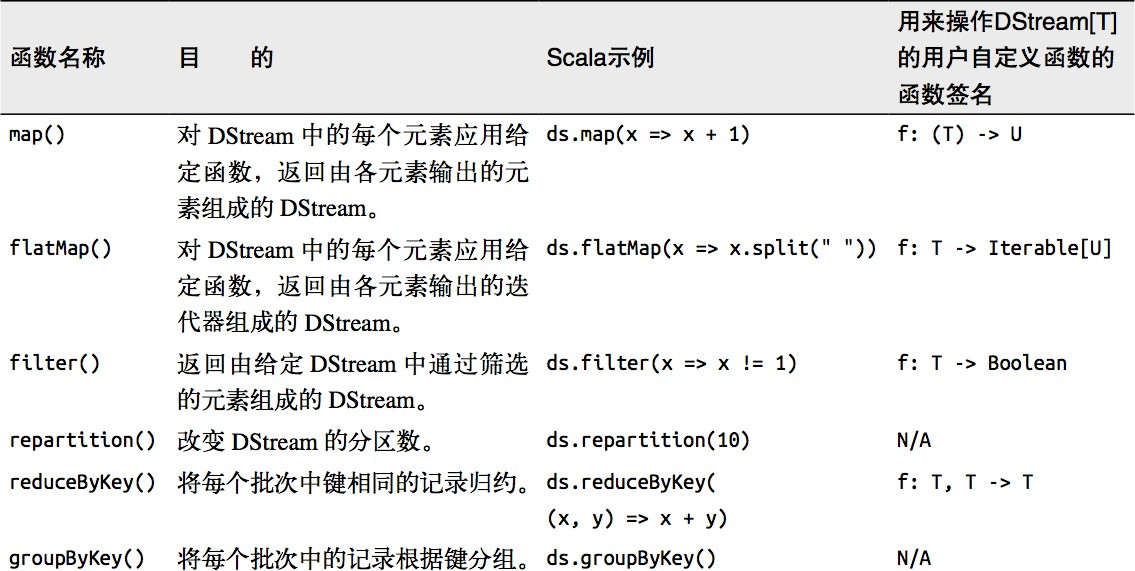 函数名称 目 的 Scala示例 用来操作DStream[T]
的用户自定义函数的
函数签名
map() 对 DStream 中的每个元素应用给 ds.map(x => x + 1) f: (T) -> U
定函数，返回由各元素输出的元
素组成的 DStream。
flatMap() 对 DStream 中的每个元素应用给 ds.flatMap(x => x.split(" ")) f: T -> Iterable[U]
定函数，返回由各元素输出的迭
代器组成的 DStream。
filter() 返回由给定 DStream 中通过筛选 ds.filter(x => x != 1) f: T -> Boolean
的元素组成的 DStream。
repartition() 改变 DStream 的分区数。 ds.repartition(10) N/A
reduceByKey() 将每个批次中键相同的记录归约。 ds.reduceByKey( f: T, T -> T
(x, y) => x + y)
groupByKey() 将每个批次中的记录根据键分组。 ds.groupByKey() N/A